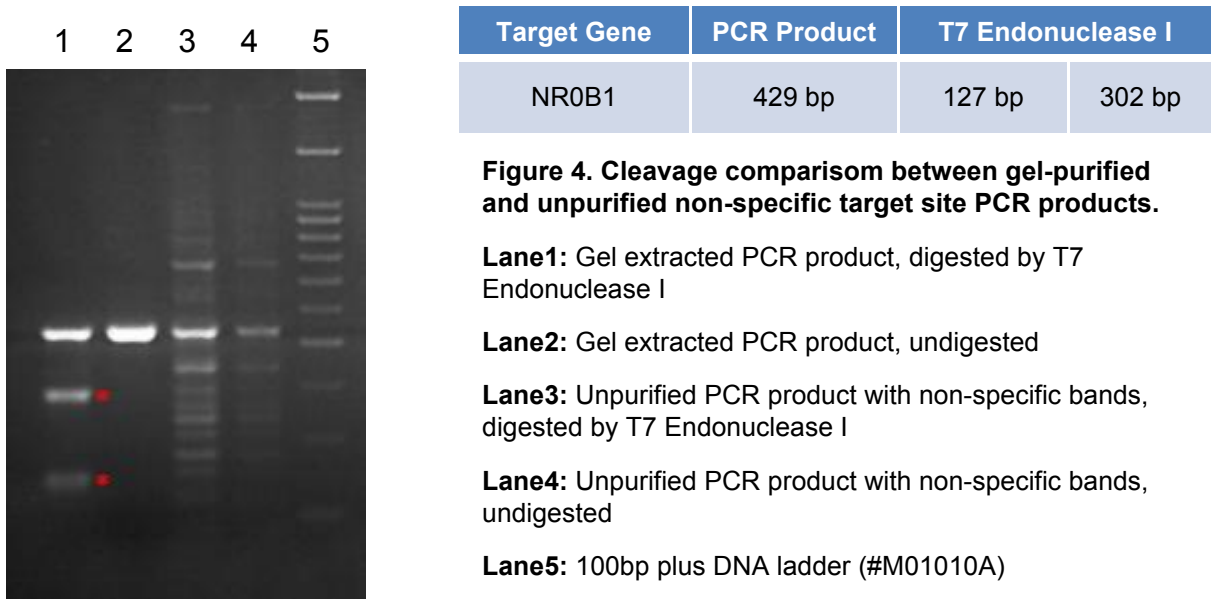 1 2 3 4 5
Target Gene PCR Product T7 Endonuclease I
NR0B1 429 bp 127 bp 302 bp
Figure 4. Cleavage comparisom between gel-purified
and unpurified non-specific target site PCR products.
Lane1: Gel extracted PCR product, digested by T7
Endonuclease I
Lane2: Gel extracted PCR product, undigested
Lane3: Unpurified PCR product with non-specific bands,
digested by T7 Endonuclease I
Lane4: Unpurified PCR product with non-specific bands,
undigested
Lane5: 100bp plus DNA ladder (#M01010A)